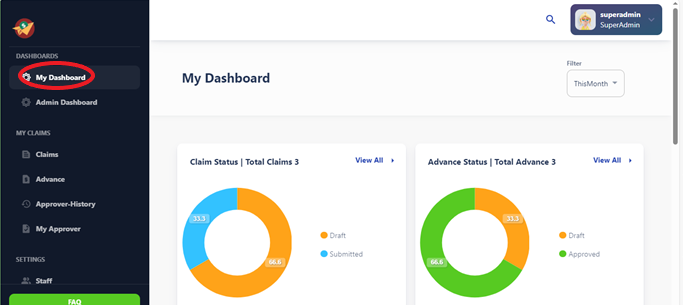 superadmin
SuperAdmin
DASHBOARDS
My Dashboard
Admin Dashboard
MY CLAIMS
Claims
Advance
Approver-History
My Approver
SETTINGS
Staff
FAQ
My Dashboard
Filter
ThisMonth
Claim Status | Total Claims 3
View All
33.3
66.6
Draft
Submitted
Advance Status | Total Advance 3
View All
33.3
66.6
Draft
Approved